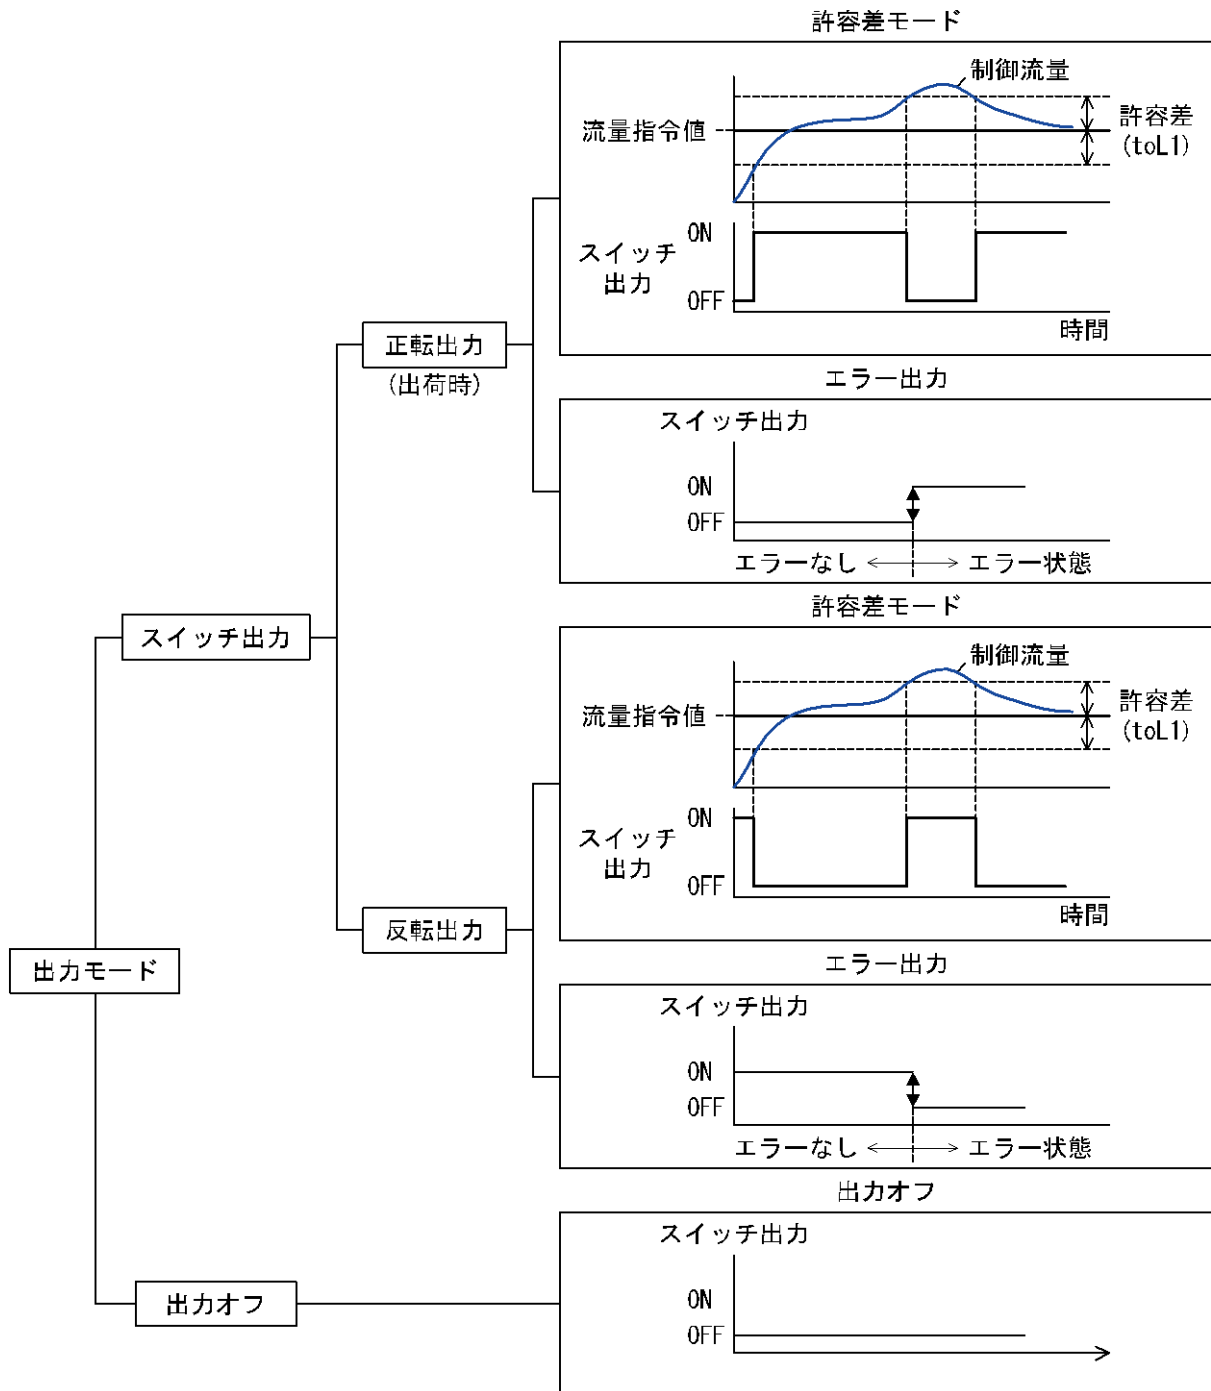 許容差モード
制御流量
流量指令値
許容差
(toL1)
ON
スイッチ
出力
OFF
時間
正転出力
(出荷時)
エラー出力
スイッチ出力
ON
OFF
エラーなし
エラー状態
許容差モード
スイッチ出力
制御流量
流量指令値
許容差
(toL1)
ON
スイッチ
出力
OFF
時間
反転出力
出力モード
エラー出力
スイッチ出力
ON
OFF
エラーなし
エラー状態
出力オフ
スイッチ出力
出力オフ
ON
OFF